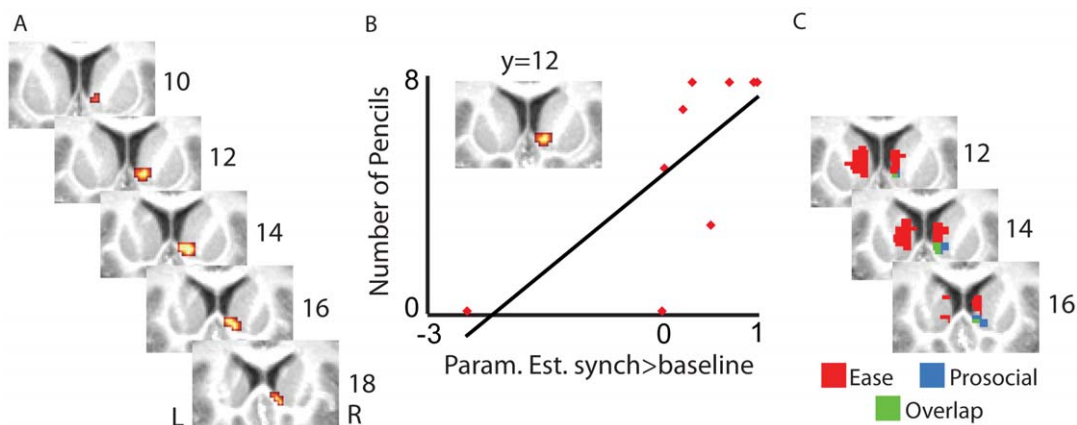 A
10
12
14
16
18
L
R
B
y=12
8
0
Number of Pencils
-3
0
1
Param. Est. synch>baseline
C
12
14
16
Ease
Prosocial
Overlap